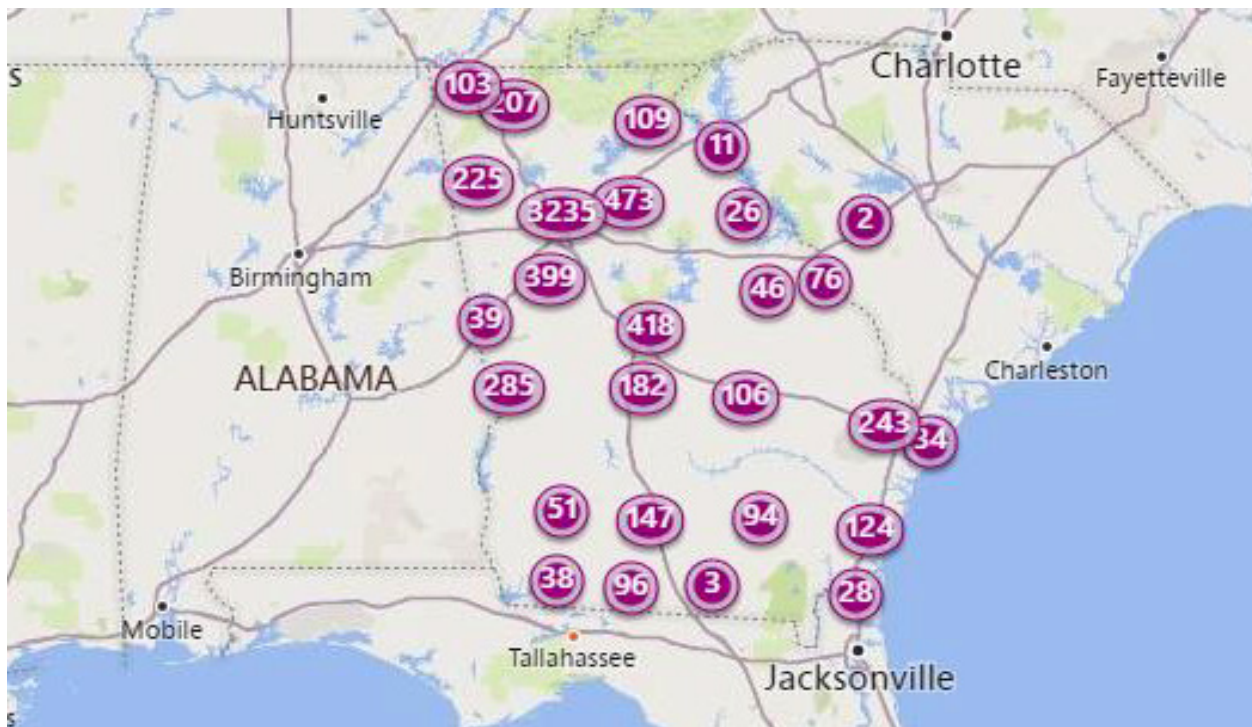 Charlotte
s
Fayetteville
103
207
Huntsville
109
11
225
473
3235
26
2
Birmingham
399
76
46
39
418
Charleston
ALABAMA
285
182
106
243
34
51
147
94
124
38
96
3
28
Mobile
Tallahassee
Jacksonville
s